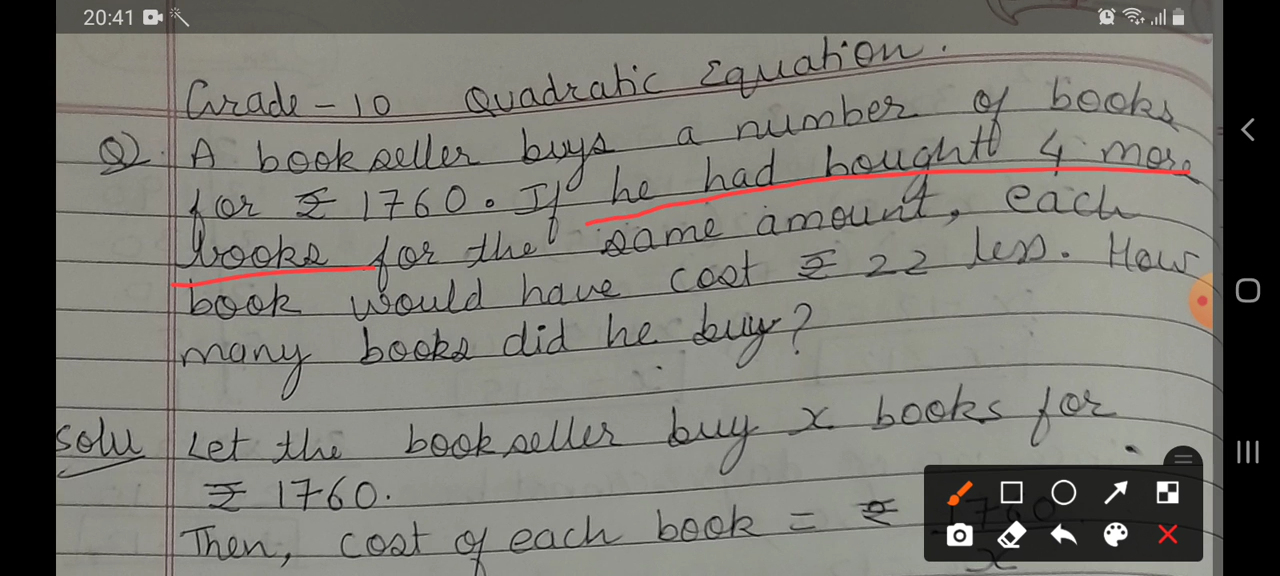 20:41
Grade-10 Quadratic Equation.
Q) A bookseller buys a number of books
for ₹ 1760. If he had bought 4 more
books for the same amount, each
book would have cost ₹ 22 less. How
many books did he buy?
Solu Let the bookseller buy x books for
₹ 1760.
Then, cost of each book = ₹ 1760
x